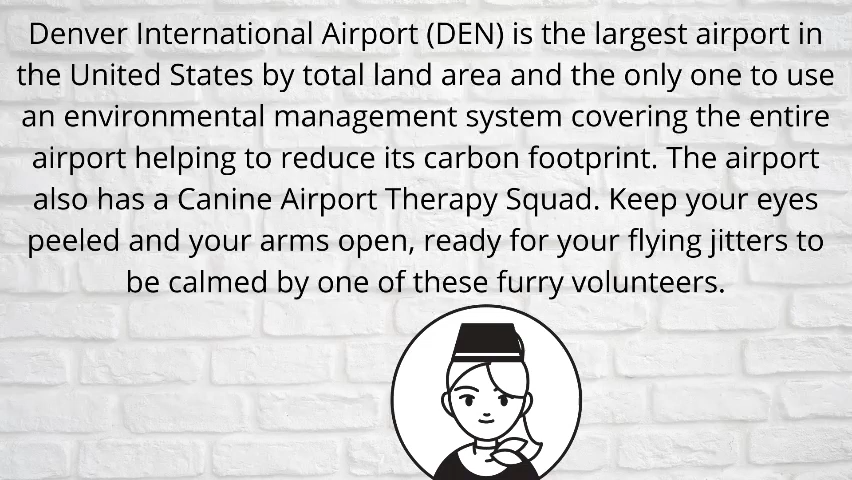 Denver International Airport (DEN) is the largest airport in
the United States by total land area and the only one to use
an environmental management system covering the entire
airport helping to reduce its carbon footprint. The airport
also has a Canine Airport Therapy Squad. Keep your eyes
peeled and your arms open, ready for your flying jitters to
be calmed by one of these furry volunteers.